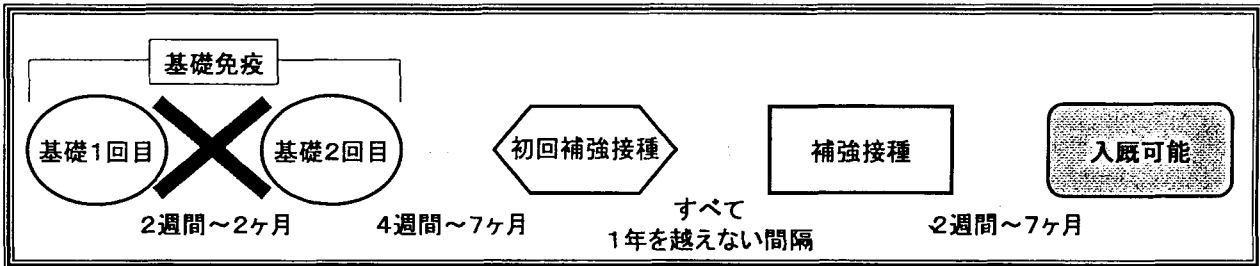 基礎免疫
基礎1回目
基礎2回目
初回補強接種
補強接種
入厩可能
2週間～2ヶ月
4週間～7ヶ月
すべて
1年を越えない間隔
2週間～7ヶ月